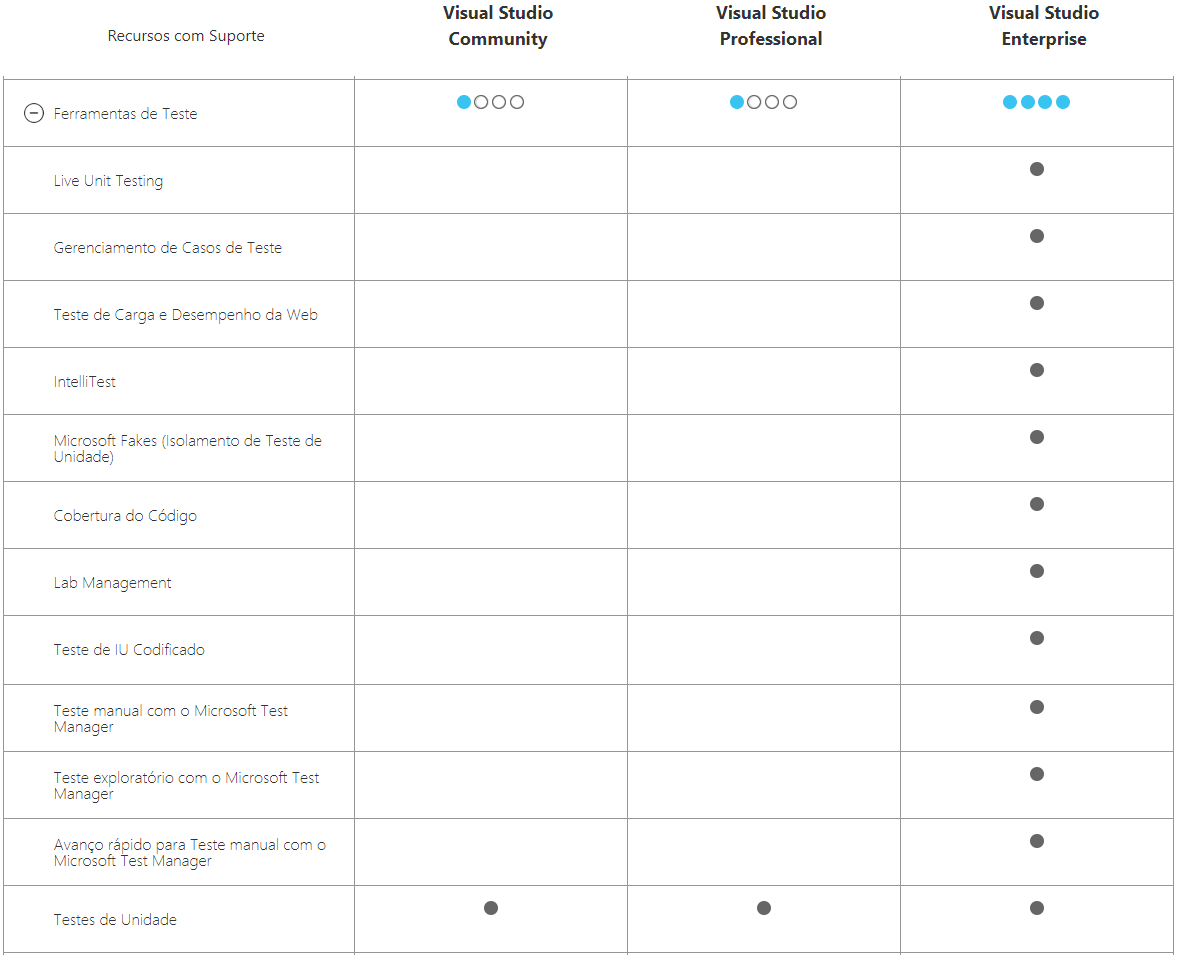 Recursos com Suporte
Visual Studio
Community
Visual Studio
Professional
Visual Studio
Enterprise
Ferramentas de Teste
Live Unit Testing
Gerenciamento de Casos de Teste
Teste de Carga e Desempenho da Web
IntelliTest
Microsoft Fakes (Isolamento de Teste de
Unidade)
Cobertura do Código
Lab Management
Teste de IU Codificado
Teste manual com o Microsoft Test
Manager
Teste exploratório com o Microsoft Test
Manager
Avanço rápido para Teste manual com o
Microsoft Test Manager
Testes de Unidade